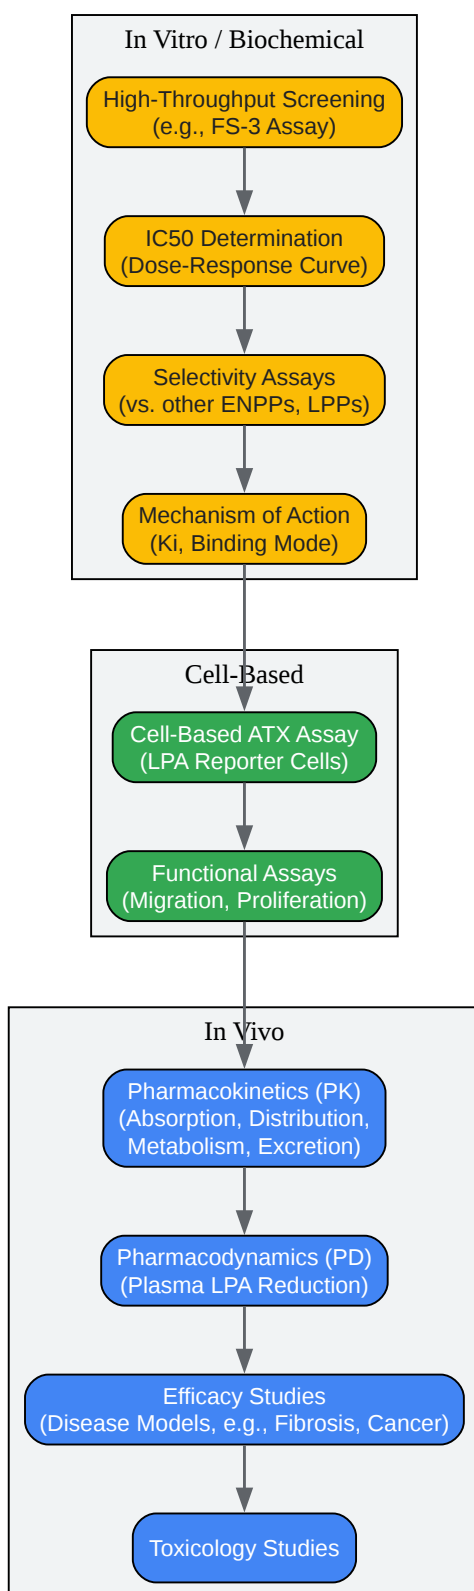 In Vitro / Biochemical
High-Throughput Screening
(e.g., FS-3 Assay)
IC50 Determination
(Dose-Response Curve)
Selectivity Assays
(vs. other ENPPs, LPPs)
Mechanism of Action
(Ki, Binding Mode)
Cell-Based
Cell-Based ATX Assay
(LPA Reporter Cells)
Functional Assays
(Migration, Proliferation)
In Vivo
Pharmacokinetics (PK)
(Absorption, Distribution,
Metabolism, Excretion)
Pharmacodynamics (PD)
(Plasma LPA Reduction)
Efficacy Studies
(Disease Models, e.g., Fibrosis, Cancer)
Toxicology Studies